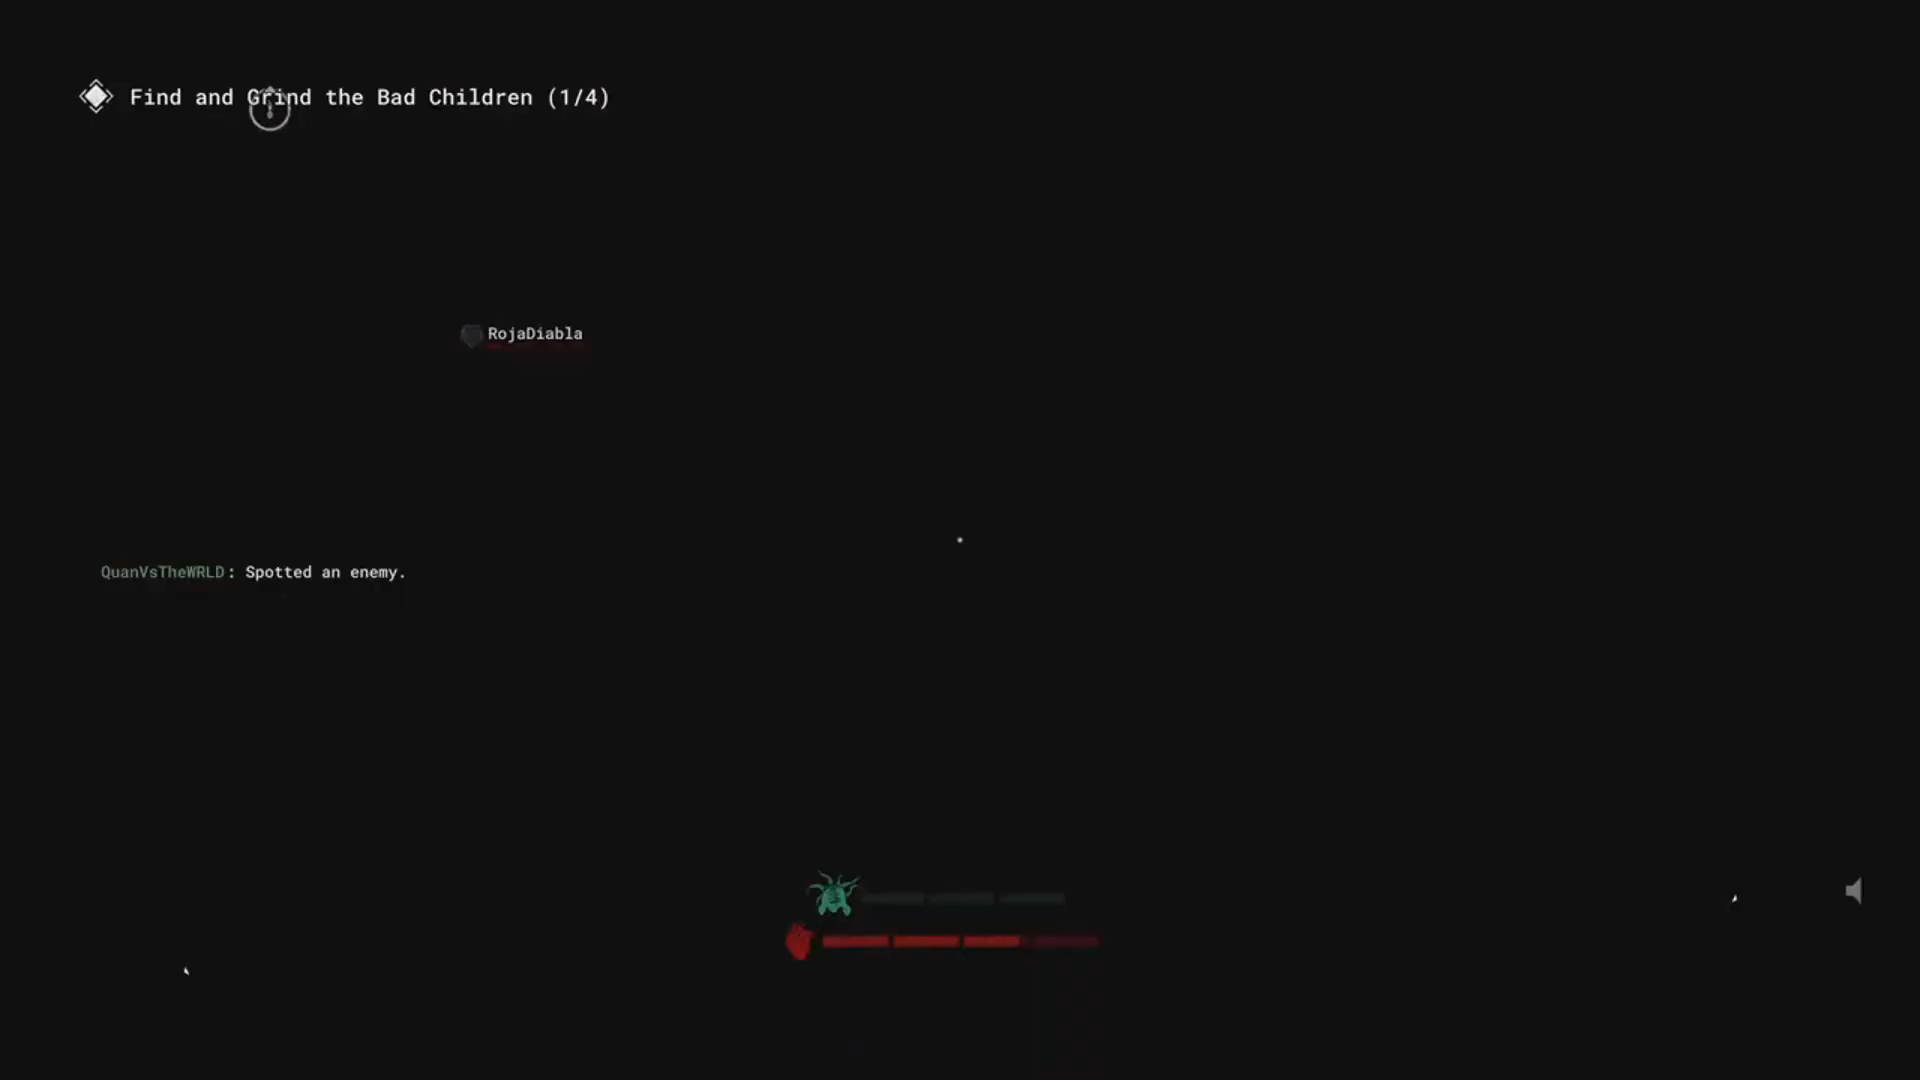 Find and Grind the Bad Children (1/4)
RojaDiabla
QuanVsTheWRLD: Spotted an enemy.